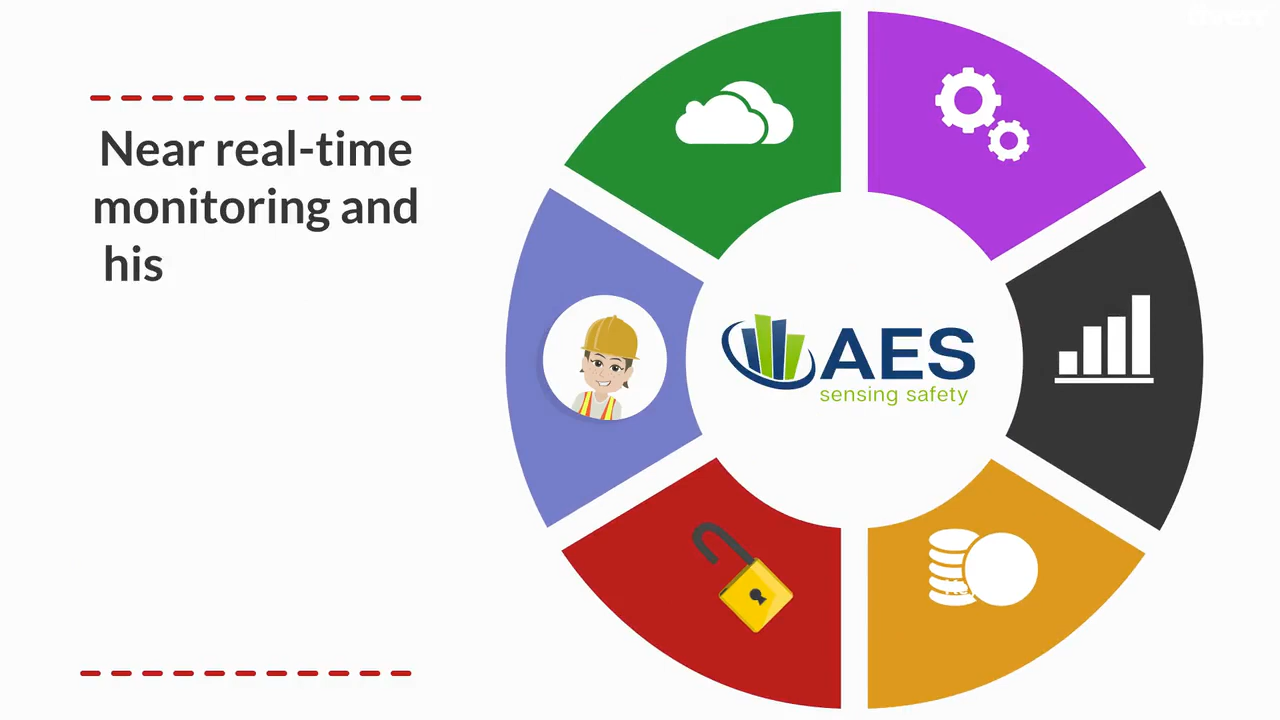 Near real-time
monitoring and
his
AES
sensing safety